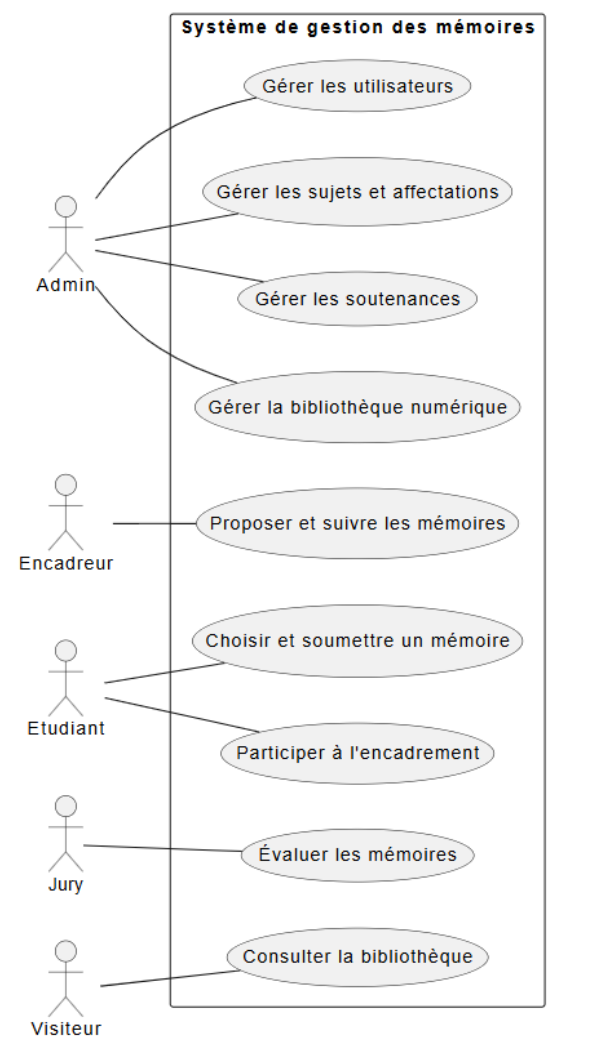 Système de gestion des mémoires
Gérer les utilisateurs
Gérer les sujets et affectations
Admin
Gérer les soutenances
Gérer la bibliothèque numérique
Proposer et suivre les mémoires
Encadreur
Choisir et soumettre un mémoire
Etudiant
Participer à l'encadrement
Évaluer les mémoires
Jury
Consulter la bibliothèque
Visiteur